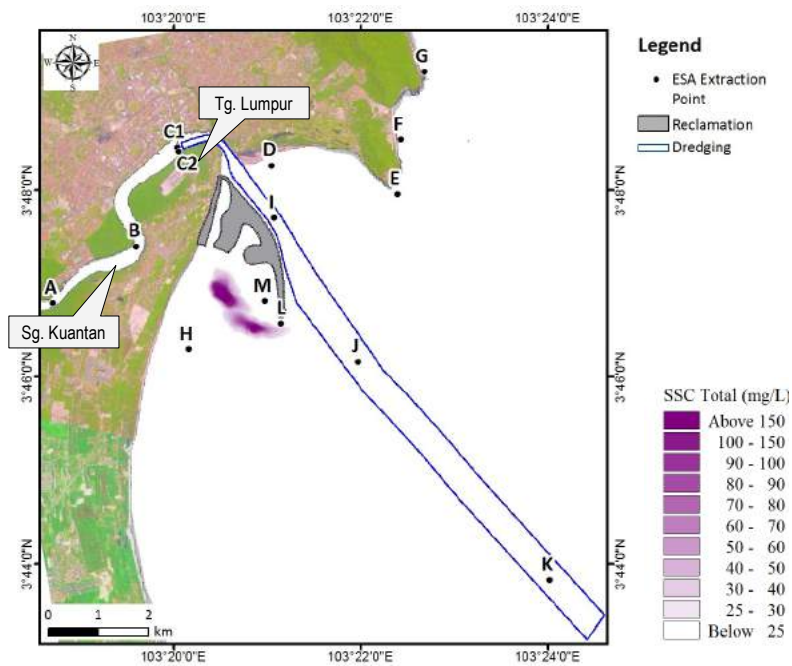 103°20'0"E
103°22'0"E
103°24'0"E
N
W
E
S
G
Tg. Lumpur
F
C1
C2
D
E
3°48'0"N
3°48'0"N
I
B
A
M
L
Sg. Kuantan
H
J
3°46'0"N
3°46'0"N
K
3°44'0"N
3°44'0"N
0 1 2
km
103°20'0"E
103°22'0"E
103°24'0"E
Legend
ESA Extraction
Point
Reclamation
Dredging
SSC Total (mg/L)
Above 150
100 - 150
90 - 100
80 - 90
70 - 80
60 - 70
50 - 60
40 - 50
30 - 40
25 - 30
Below 25